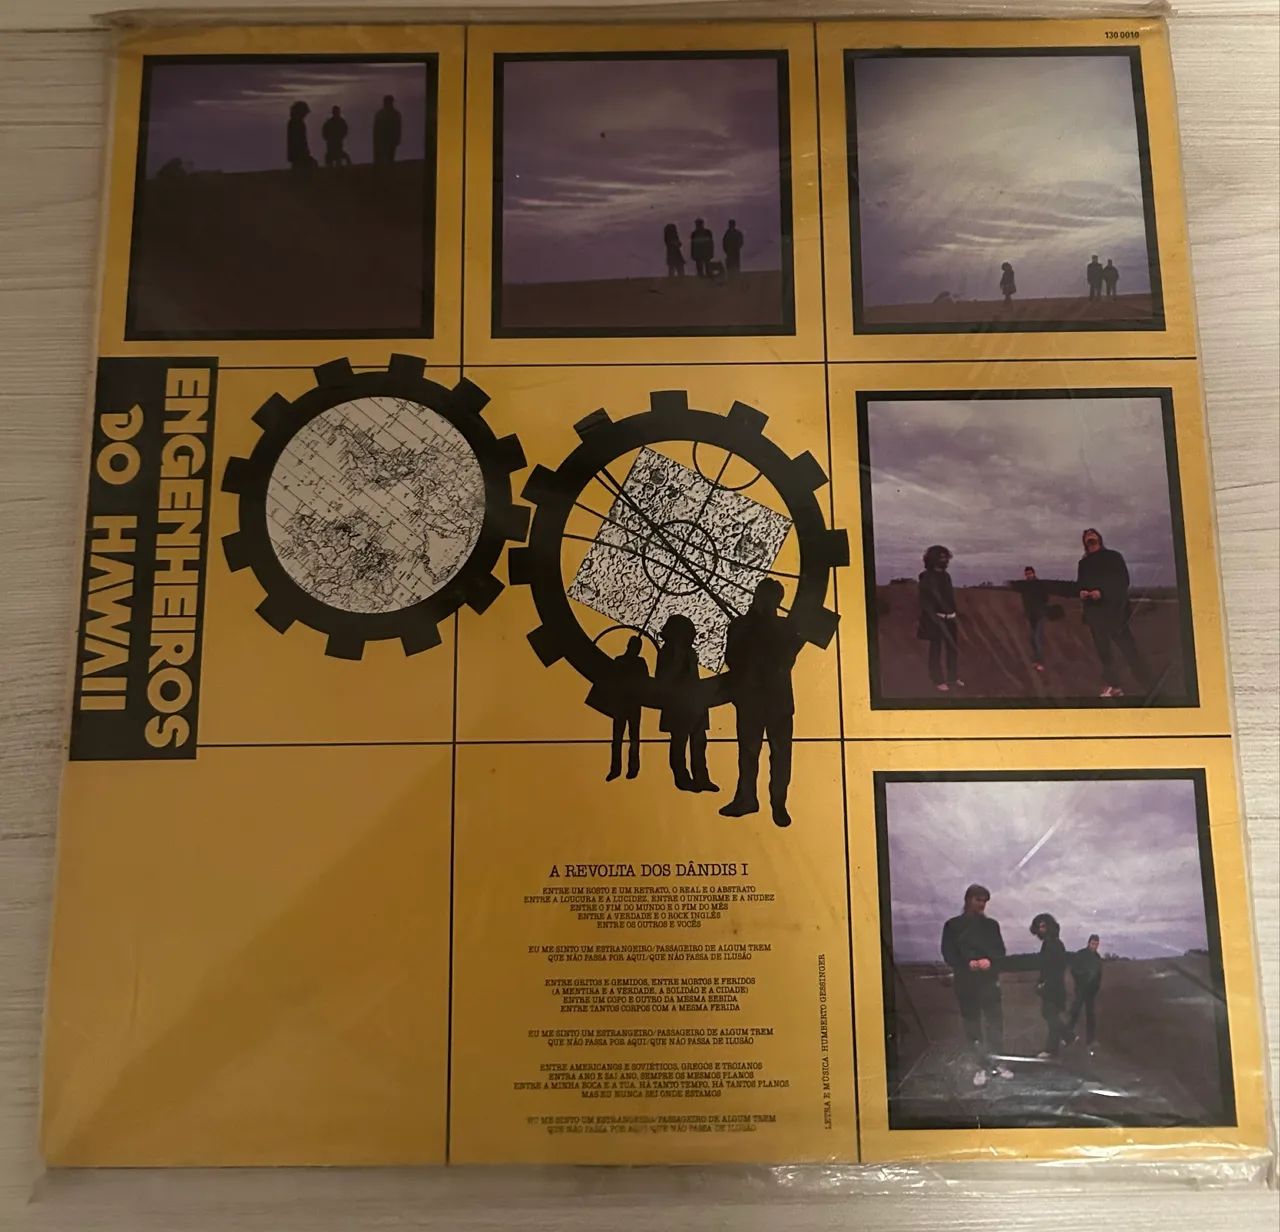 130 0010
ENGENHEIROS
DO HAWAII
A REVOLTA DOS DÂNDIS I
ENTRE UM ROSTO E UM RETRATO, O REAL E O ABSTRATO
ENTRE A LOUCURA E A LUCIDEZ, ENTRE O UNIFORME E A NUDEZ
ENTRE O FIM DO MUNDO E O FIM DO MÊS
ENTRE A VERDADE E O ROCK INGLÊS
ENTRE OS OUTROS E VOCÊS
EU ME SINTO UM ESTRANGEIRO/PASSAGEIRO DE ALGUM TREM
QUE NÃO PASSA POR AQUI/QUE NÃO PASSA DE ILUSÃO
ENTRE GRITOS E GEMIDOS, ENTRE MORTOS E FERIDOS
(A MENTIRA E A VERDADE, A SOLIDÃO E A CIDADE)
ENTRE UM COPO E OUTRO DA MESMA BEBIDA
ENTRE TANTOS CORPOS COM A MESMA FERIDA
EU ME SINTO UM ESTRANGEIRO/PASSAGEIRO DE ALGUM TREM
QUE NÃO PASSA POR AQUI/QUE NÃO PASSA DE ILUSÃO
ENTRE AMERICANOS E SOVIÉTICOS, GREGOS E TROIANOS
ENTRA ANO E SAI ANO, SEMPRE OS MESMOS PLANOS
ENTRE A MINHA BOCA E A TUA, HÁ TANTO TEMPO, HÁ TANTOS PLANOS
MAS EU NUNCA SEI ONDE ESTAMOS
EU ME SINTO UM ESTRANGEIRO/PASSAGEIRO DE ALGUM TREM
QUE NÃO PASSA POR AQUI/QUE NÃO PASSA DE ILUSÃO
LETRA E MÚSICA HUMBERTO GESSINGER